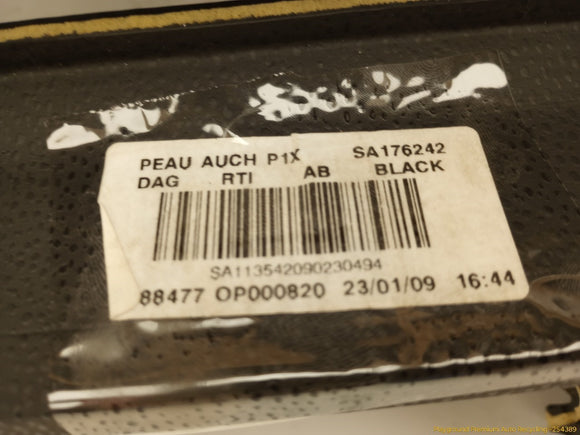 PEAU AUCH P1X SA176242
DAG RTI AB BLACK
SA113542090230494
88477 OP000820 23/01/09 16:44